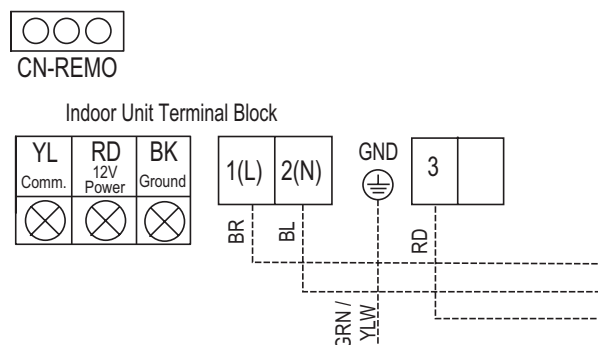 CN-REMO
Indoor Unit Terminal Block
YL RD BK
Comm. 12V Power Ground
1(L) 2(N)
GND
3
BR
BL
RD
GRN /
YLW